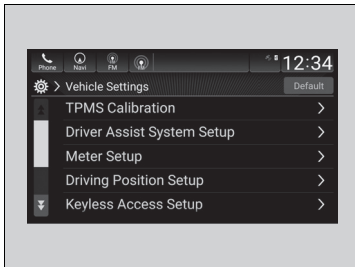 Phone Navi FM 12:34
Vehicle Settings Default
TPMS Calibration
Driver Assist System Setup
Meter Setup
Driving Position Setup
Keyless Access Setup